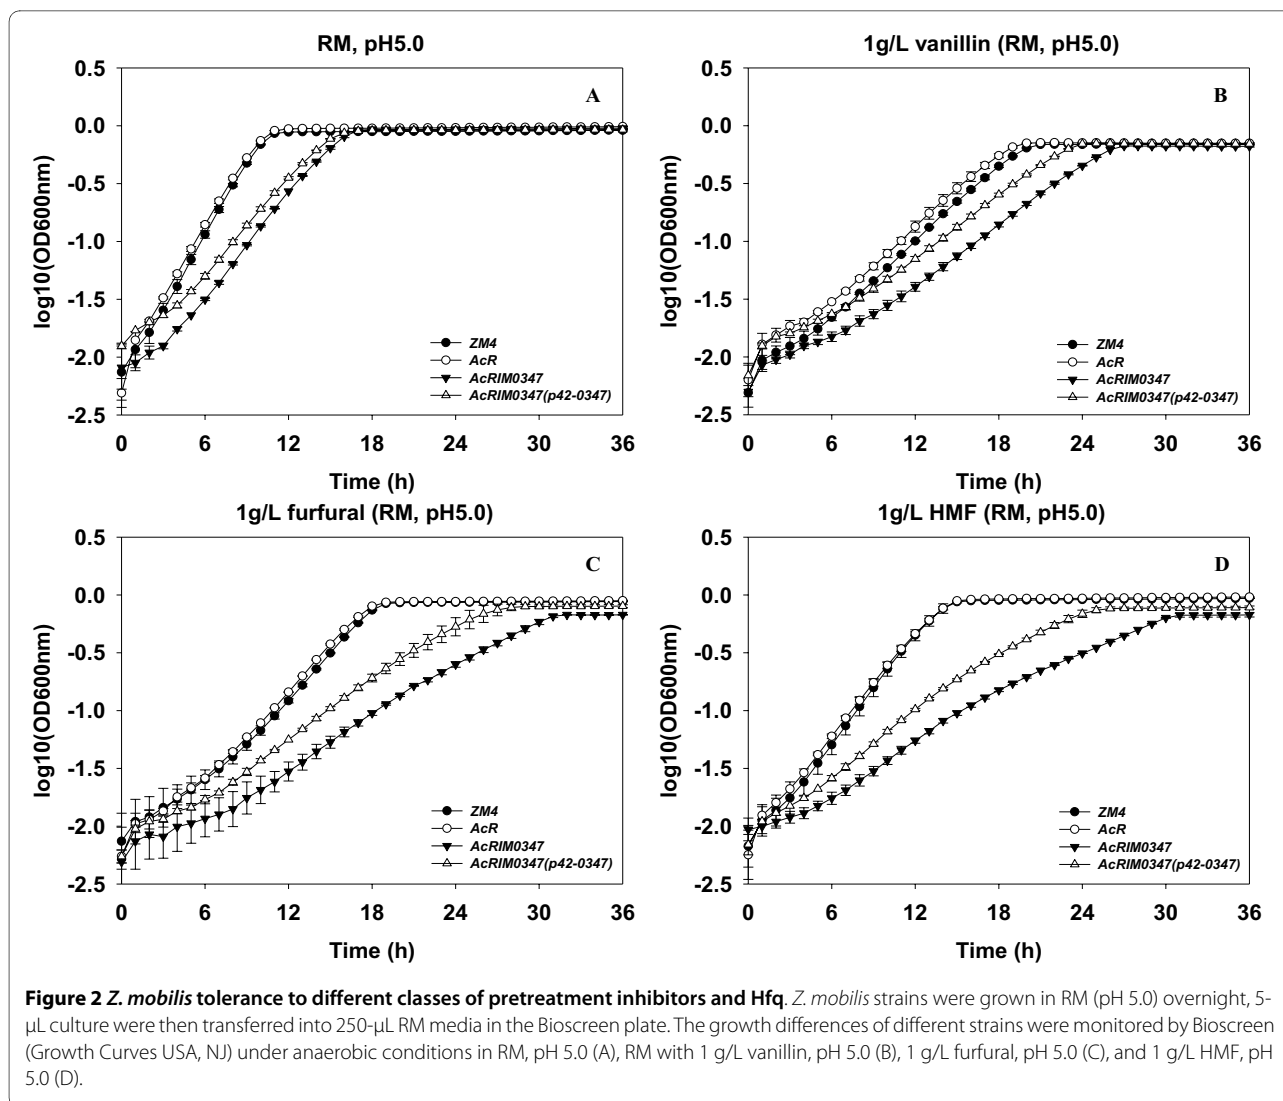 RM, pH5.0
0.5
0.0
-0.5
-1.0
-1.5
-2.0
-2.5
log10(OD600nm)
A
ZM4
AcR
AcRIM0347
AcRIM0347(p42-0347)
0 6 12 18 24 30 36
Time (h)
1g/L vanillin (RM, pH5.0)
0.5
0.0
-0.5
-1.0
-1.5
-2.0
-2.5
log10(OD600nm)
B
ZM4
AcR
AcRIM0347
AcRIM0347(p42-0347)
0 6 12 18 24 30 36
Time (h)
1g/L furfural (RM, pH5.0)
0.5
0.0
-0.5
-1.0
-1.5
-2.0
-2.5
log10(OD600nm)
C
ZM4
AcR
AcRIM0347
AcRIM0347(p42-0347)
0 6 12 18 24 30 36
Time (h)
1g/L HMF (RM, pH5.0)
0.5
0.0
-0.5
-1.0
-1.5
-2.0
-2.5
log10(OD600nm)
D
ZM4
AcR
AcRIM0347
AcRIM0347(p42-0347)
0 6 12 18 24 30 36
Time (h)
Figure 2 Z. mobilis tolerance to different classes of pretreatment inhibitors and Hfq. Z. mobilis strains were grown in RM (pH 5.0) overnight, 5-
μL culture were then transferred into 250-μL RM media in the Bioscreen plate. The growth differences of different strains were monitored by Bioscreen
(Growth Curves USA, NJ) under anaerobic conditions in RM, pH 5.0 (A), RM with 1 g/L vanillin, pH 5.0 (B), 1 g/L furfural, pH 5.0 (C), and 1 g/L HMF, pH
5.0 (D).